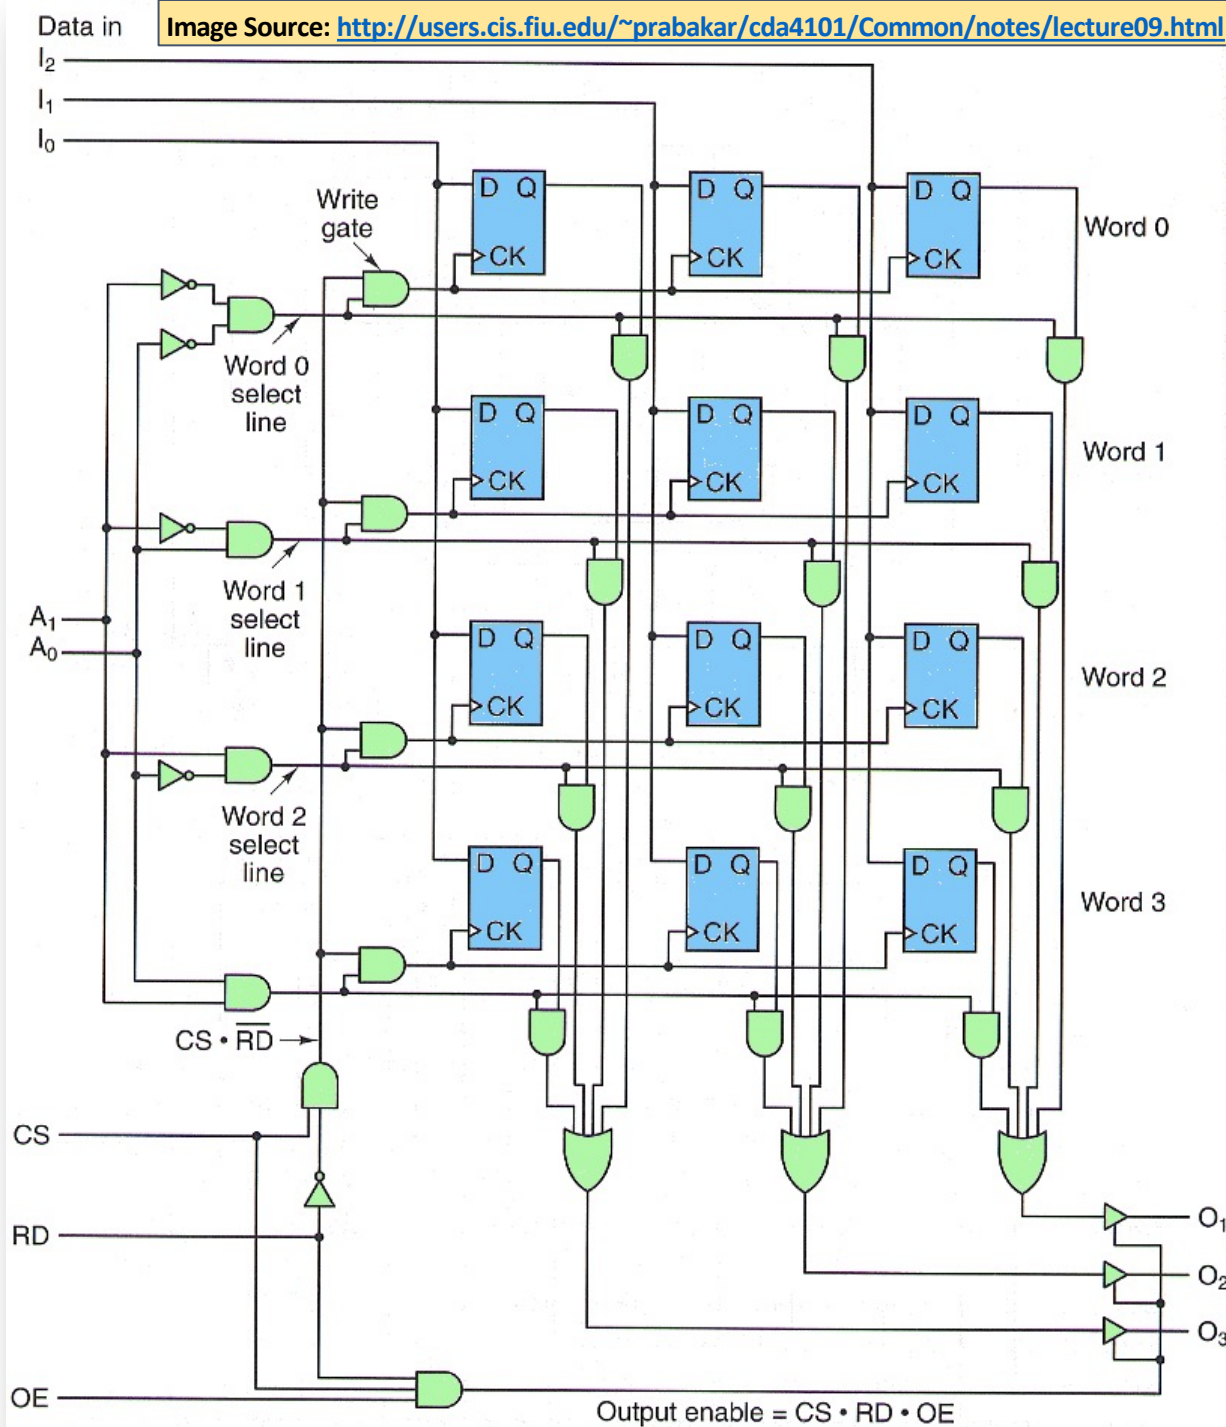 Data in
Image Source: http://users.cis.fiu.edu/~prabakar/cda4101/Common/notes/lecture09.html
I₂
I₁
I₀
Write
gate
D Q
CK
D Q
CK
D Q
CK
Word 0
Word 0
select
line
D Q
CK
D Q
CK
D Q
CK
Word 1
Word 1
select
line
A₁
A₀
D Q
CK
D Q
CK
D Q
CK
Word 2
Word 2
select
line
D Q
CK
D Q
CK
D Q
CK
Word 3
CS • R̅D̅
CS
RD
OE
O₁
O₂
O₃
Output enable = CS • RD • OE